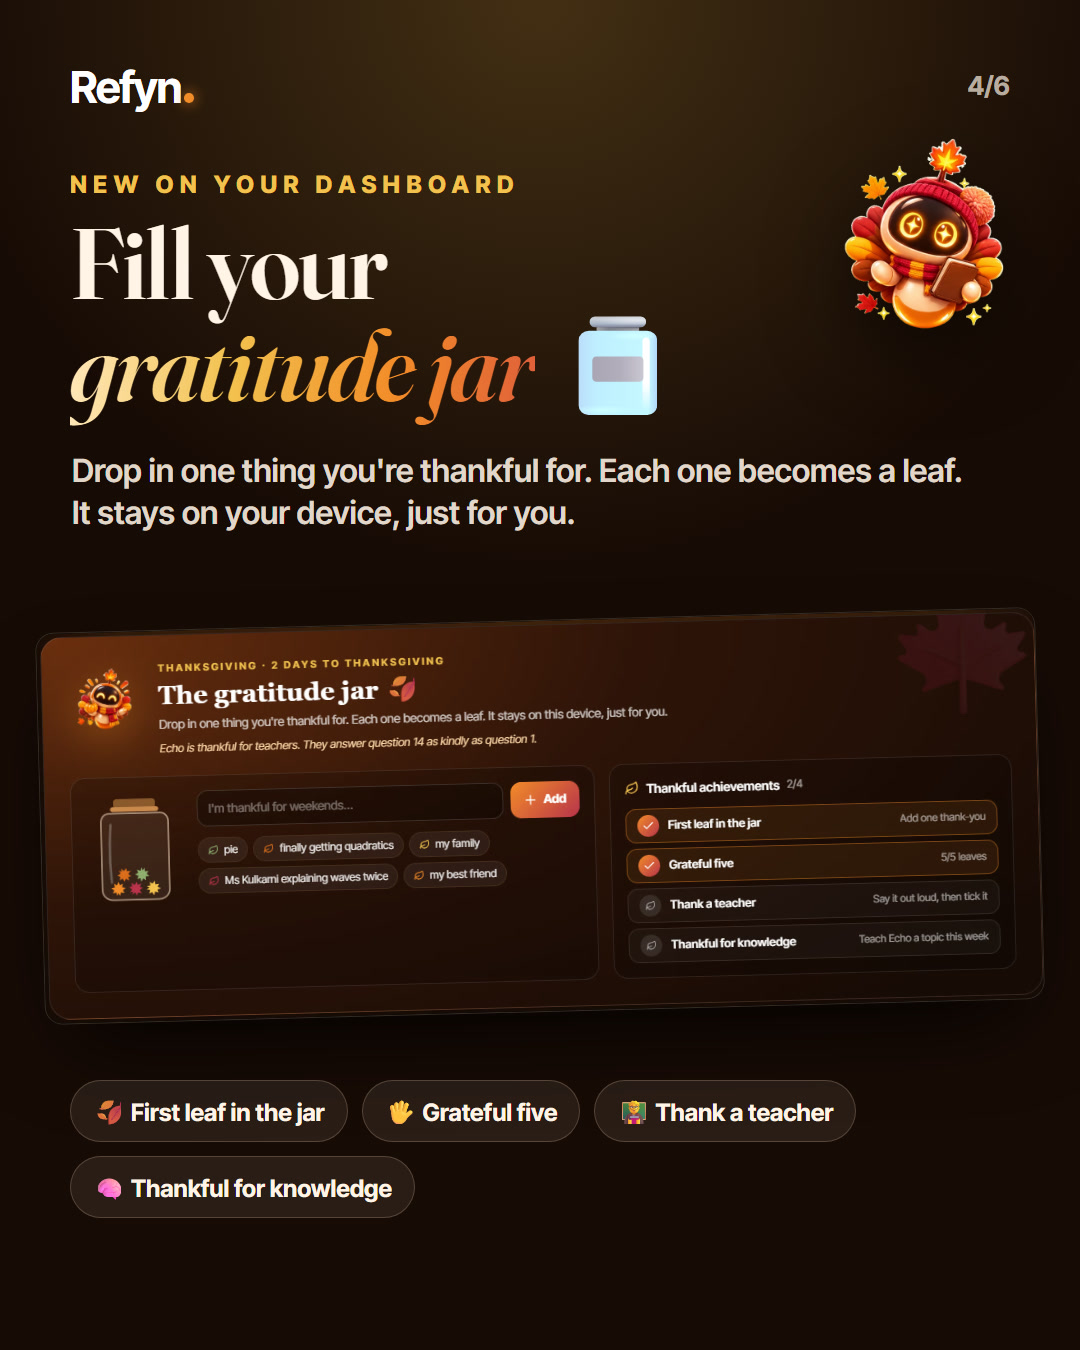 Refyn.
4/6
NEW ON YOUR DASHBOARD
Fill your
gratitude jar
Drop in one thing you're thankful for. Each one becomes a leaf.
It stays on your device, just for you.
THANKSGIVING · 2 DAYS TO THANKSGIVING
The gratitude jar
Drop in one thing you're thankful for. Each one becomes a leaf. It stays on this device, just for you.
Echo is thankful for teachers. They answer question 14 as kindly as question 1.
I'm thankful for weekends...
+ Add
pie
finally getting quadratics
my family
Ms Kulkarni explaining waves twice
my best friend
Thankful achievements 2/4
First leaf in the jar
Add one thank-you
Grateful five
5/5 leaves
Thank a teacher
Say it out loud, then tick it
Thankful for knowledge
Teach Echo a topic this week
First leaf in the jar
Grateful five
Thank a teacher
Thankful for knowledge